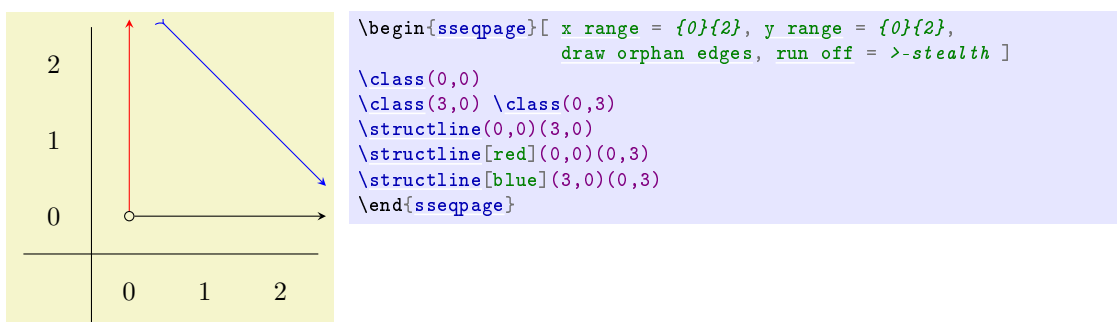 2
1
0
0 1 2
\begin{sseqpage}[ x range = {0}{2}, y range = {0}{2},
draw orphan edges, run off = >-stealth ]
\class(0,0)
\class(3,0) \class(0,3)
\structline(0,0)(3,0)
\structline[red](0,0)(0,3)
\structline[blue](3,0)(0,3)
\end{sseqpage}